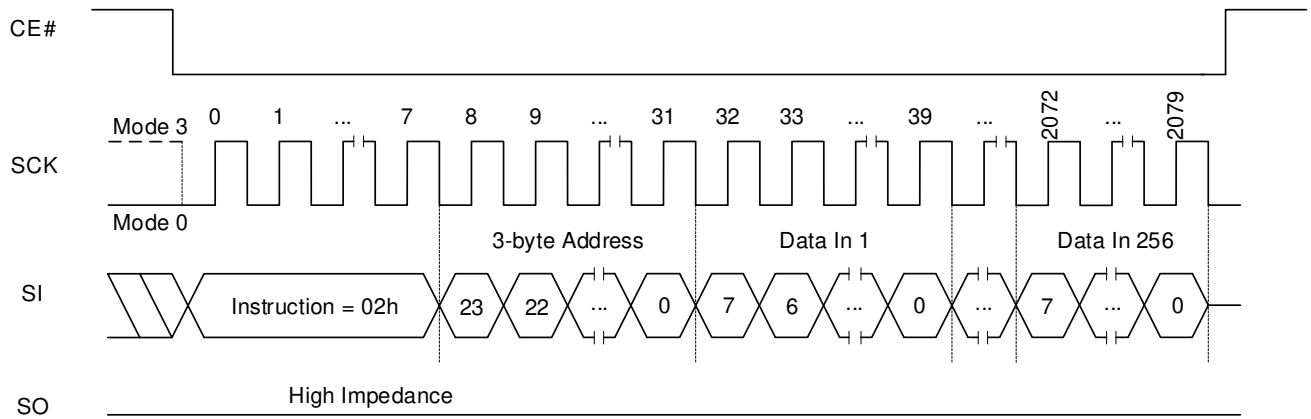 CE#
0 1 ... 7 8 9 ... 31 32 33 ... 39 ... 2072 ... 2079
Mode 3
SCK
Mode 0
3-byte Address Data In 1 Data In 256
SI Instruction = 02h 23 22 ... 0 7 6 ... 0 ... 7 ... 0
High Impedance
SO